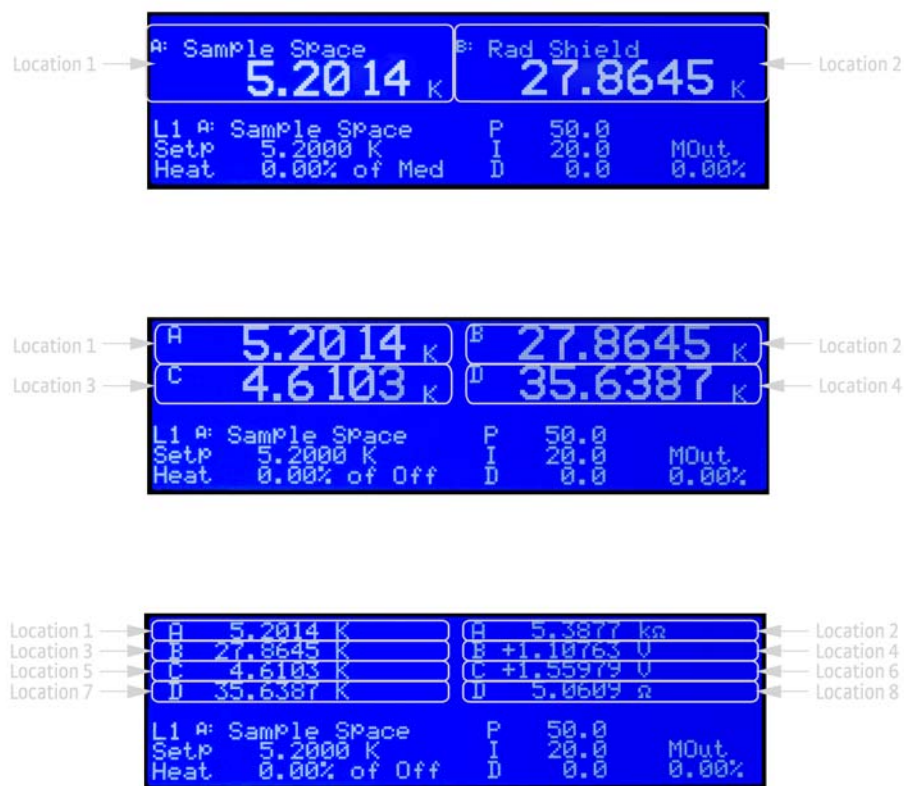 Location 1
A: Sample Space
5.2014 K
B: Rad Shield
27.8645 K
Location 2
L1 A: Sample Space P 50.0
Setp 5.2000 K I 20.0 MOut
Heat 0.00% of Med D 0.0 0.00%
Location 1 A 5.2014 K B 27.8645 K Location 2
Location 3 C 4.6103 K D 35.6387 K Location 4
L1 A: Sample Space P 50.0
Setp 5.2000 K I 20.0 MOut
Heat 0.00% of Off D 0.0 0.00%
Location 1 A 5.2014 K A 5.3877 kΩ Location 2
Location 3 B 27.8645 K B +1.10763 V Location 4
Location 5 C 4.6103 K C +1.55979 V Location 6
Location 7 D 35.6387 K D 5.0609 Ω Location 8
L1 A: Sample Space P 50.0
Setp 5.2000 K I 20.0 MOut
Heat 0.00% of Off D 0.0 0.00%